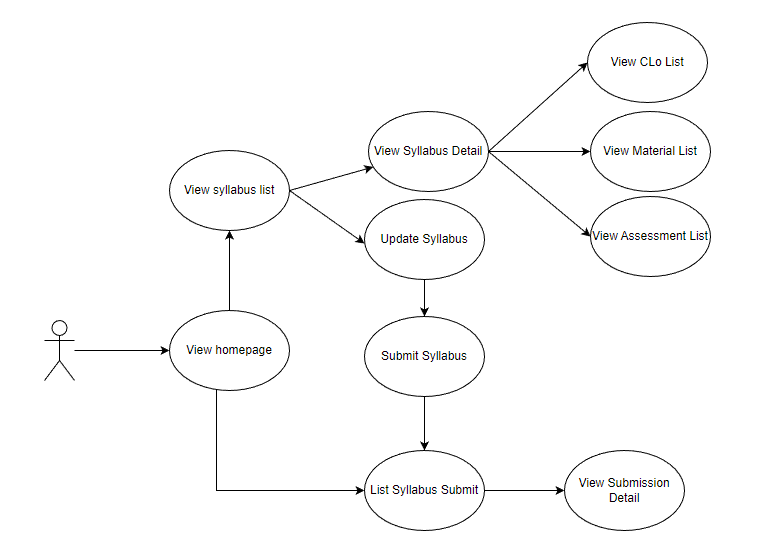 View CLo List
View Syllabus Detail
View Material List
View syllabus list
Update Syllabus
View Assessment List
View homepage
Submit Syllabus
List Syllabus Submit
View Submission
Detail